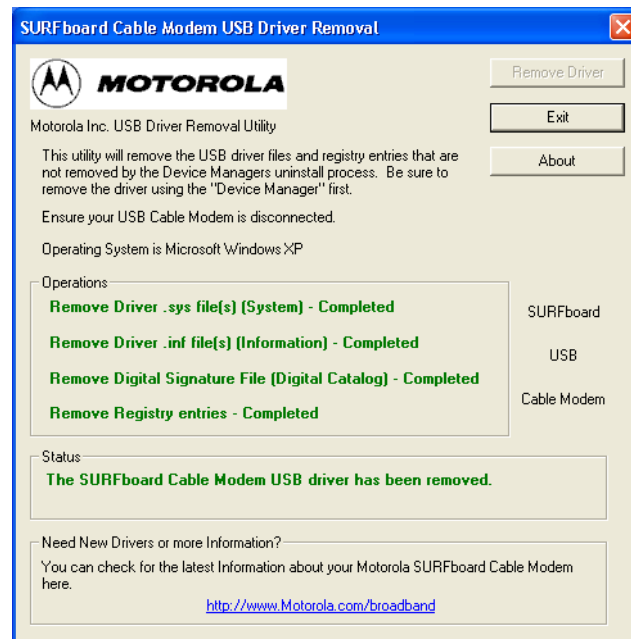 SURFboard Cable Modem USB Driver Removal
MOTOROLA
Remove Driver
Exit
About
Motorola Inc. USB Driver Removal Utility
This utility will remove the USB driver files and registry entries that are
not removed by the Device Managers uninstall process. Be sure to
remove the driver using the "Device Manager" first.
Ensure your USB Cable Modem is disconnected.
Operating System is Microsoft Windows XP
Operations
Remove Driver .sys file(s) (System) - Completed
Remove Driver .inf file(s) (Information) - Completed
Remove Digital Signature File (Digital Catalog) - Completed
Remove Registry entries - Completed
SURFboard
USB
Cable Modem
Status
The SURFboard Cable Modem USB driver has been removed.
Need New Drivers or more Information?
You can check for the latest Information about your Motorola SURFboard Cable Modem
here.
http://www.Motorola.com/broadband